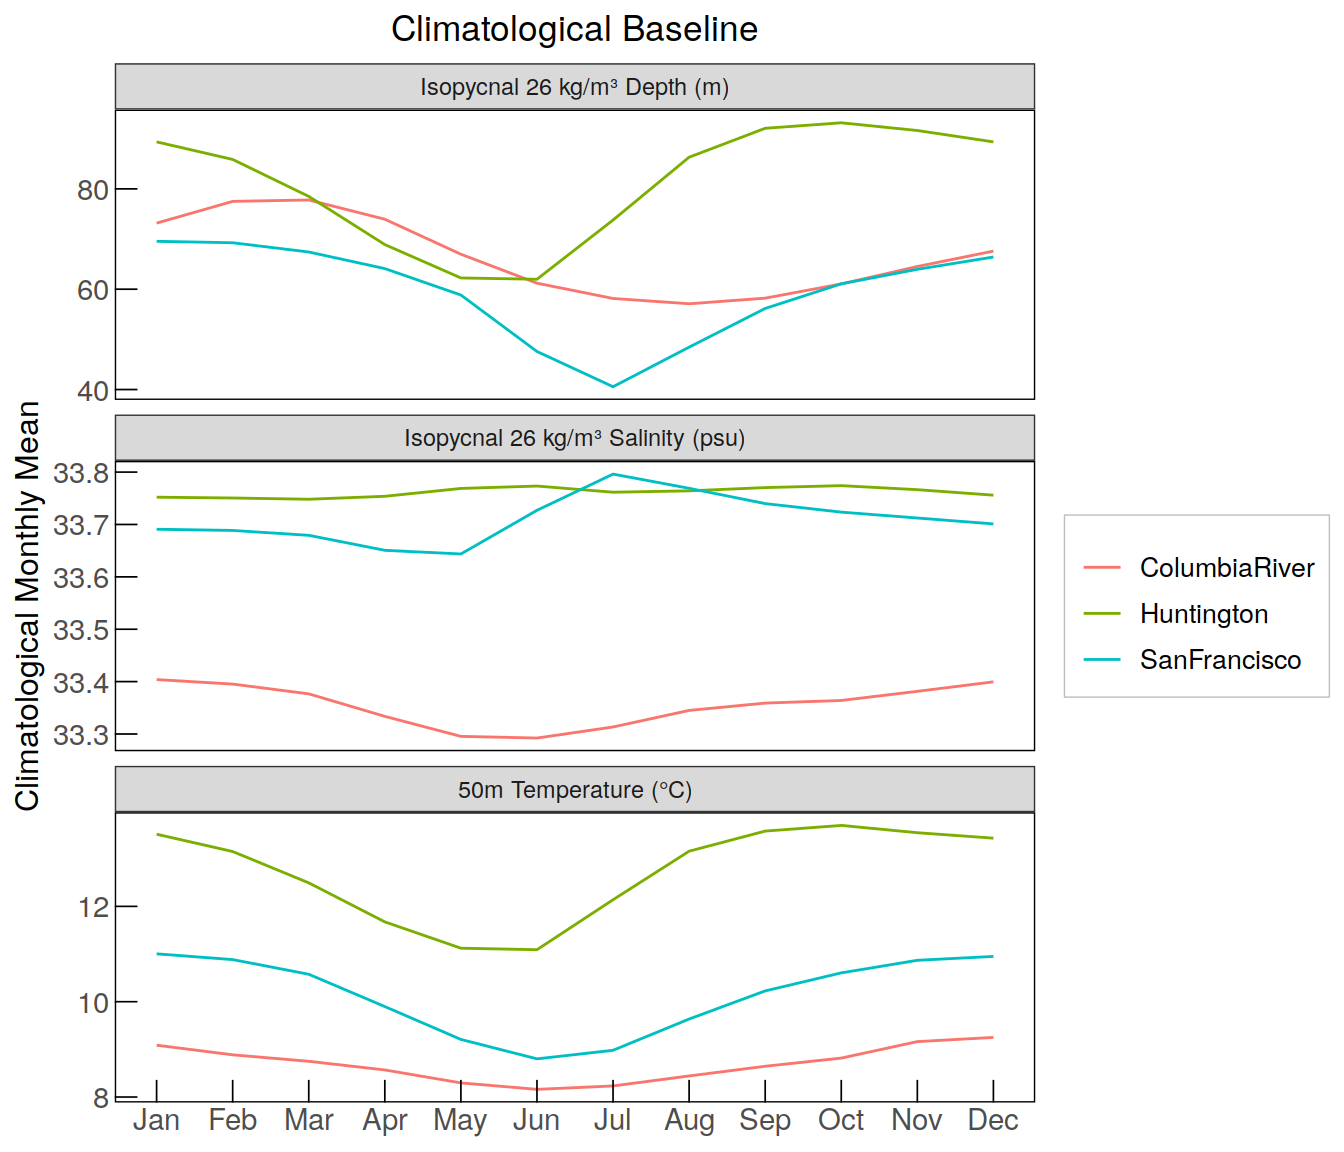 Climatological Baseline
Isopycnal 26 kg/m³ Depth (m)
80
60
40
Isopycnal 26 kg/m³ Salinity (psu)
33.8
33.7
33.6
33.5
33.4
33.3
Climatological Monthly Mean
ColumbiaRiver
Huntington
SanFrancisco
50m Temperature (°C)
12
10
8
Jan Feb Mar Apr May Jun Jul Aug Sep Oct Nov Dec